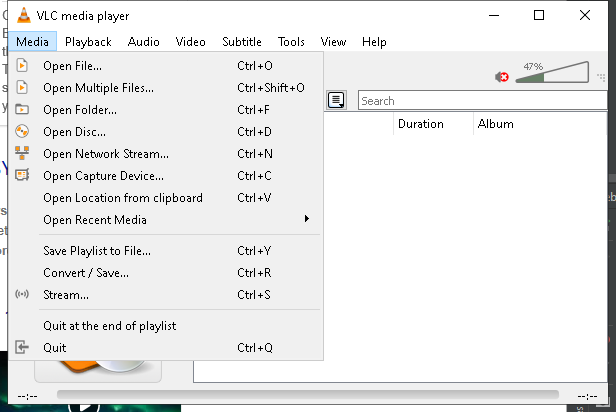 VLC media player
Media Playback Audio Video Subtitle Tools View Help
Open File... Ctrl+O
Open Multiple Files... Ctrl+Shift+O
Open Folder... Ctrl+F
Open Disc... Ctrl+D
Open Network Stream... Ctrl+N
Open Capture Device... Ctrl+C
Open Location from clipboard Ctrl+V
Open Recent Media
Save Playlist to File... Ctrl+Y
Convert / Save... Ctrl+R
Stream... Ctrl+S
Quit at the end of playlist
Quit Ctrl+Q
47%
Search
Duration Album
--:-- --:--